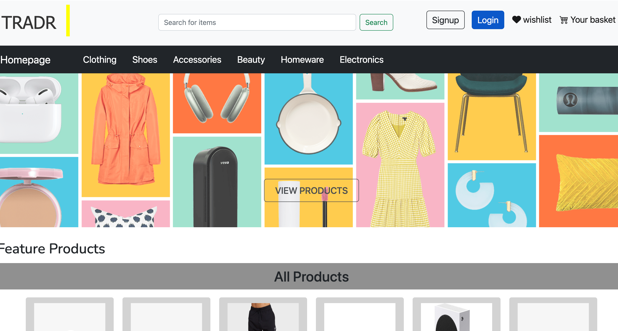 TRADR
Search for items
Search
Signup
Login
wishlist
Your basket
Homepage
Clothing
Shoes
Accessories
Beauty
Homeware
Electronics
VIEW PRODUCTS
Feature Products
All Products